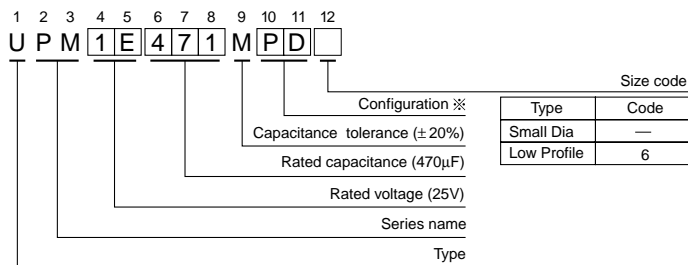 1 2 3 4 5 6 7 8 9 10 11 12
U P M 1 E 4 7 1 M P D
Size code
Configuration ※
Type Code
Capacitance tolerance (±20%)
Small Dia —
Rated capacitance (470μF)
Low Profile 6
Rated voltage (25V)
Series name
Type